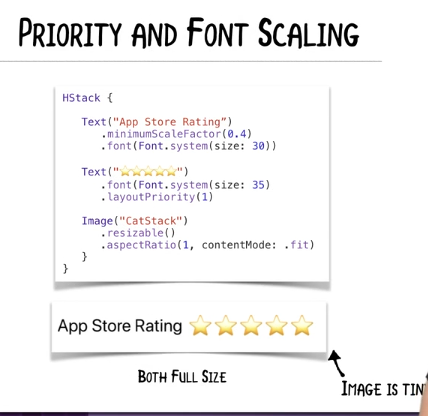 PRIORITY AND FONT SCALING
HStack {
Text("App Store Rating")
.minimumScaleFactor(0.4)
.font(Font.system(size: 30))
Text("⭐⭐⭐⭐⭐")
.font(Font.system(size: 35)
.layoutPriority(1)
Image("CatStack")
.resizable()
.aspectRatio(1, contentMode: .fit)
}
}
App Store Rating ⭐⭐⭐⭐⭐
BOTH FULL SIZE
IMAGE IS TIN